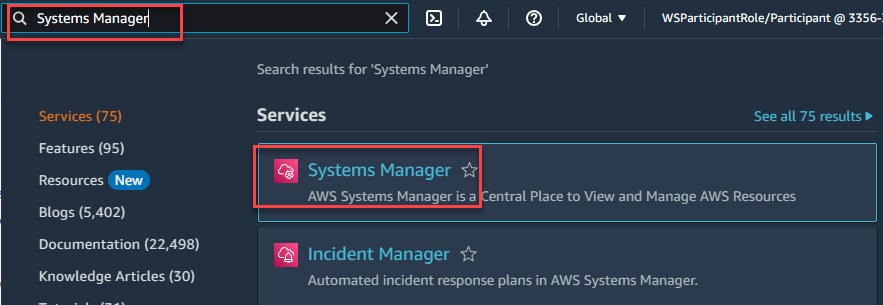 Systems Manager
Global
WSParticipantRole/Participant @ 3356-
Search results for 'Systems Manager'
Services (75)
Features (95)
Resources New
Blogs (5,402)
Documentation (22,498)
Knowledge Articles (30)
Services
See all 75 results
Systems Manager
AWS Systems Manager is a Central Place to View and Manage AWS Resources
Incident Manager
Automated incident response plans in AWS Systems Manager.